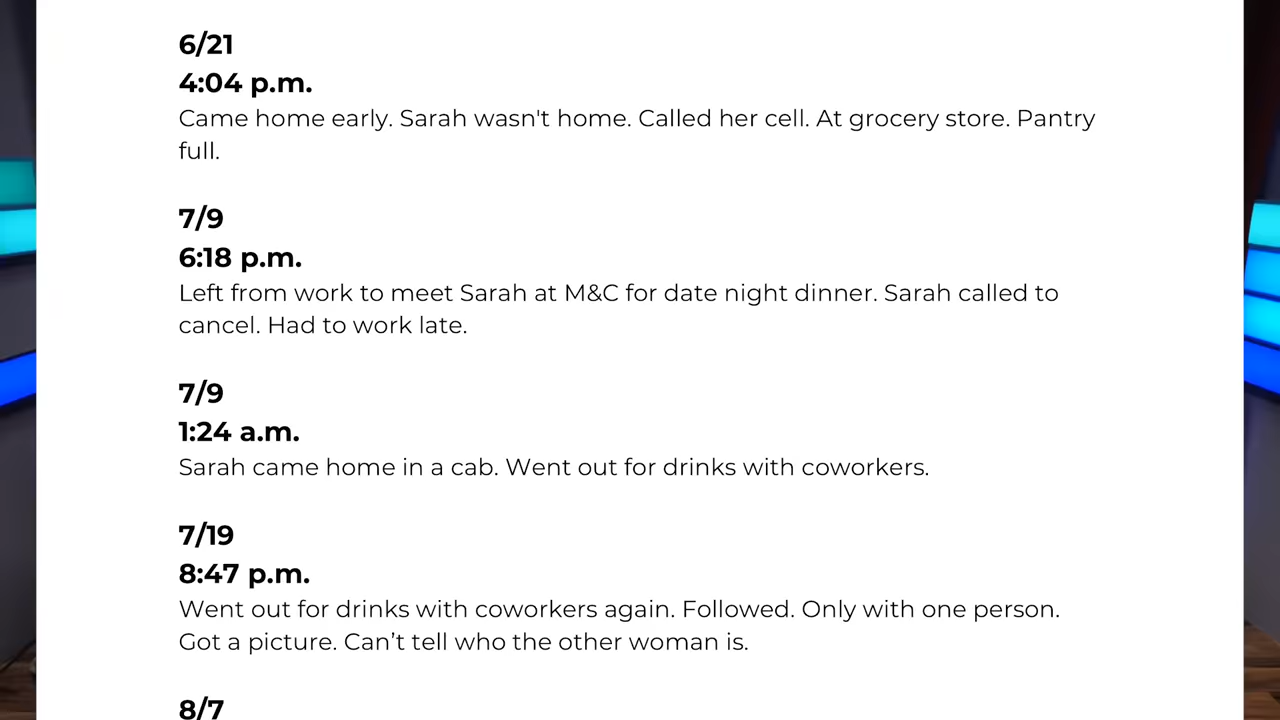 6/21
4:04 p.m.
Came home early. Sarah wasn't home. Called her cell. At grocery store. Pantry
full.
7/9
6:18 p.m.
Left from work to meet Sarah at M&C for date night dinner. Sarah called to
cancel. Had to work late.
7/9
1:24 a.m.
Sarah came home in a cab. Went out for drinks with coworkers.
7/19
8:47 p.m.
Went out for drinks with coworkers again. Followed. Only with one person.
Got a picture. Can’t tell who the other woman is.
8/7